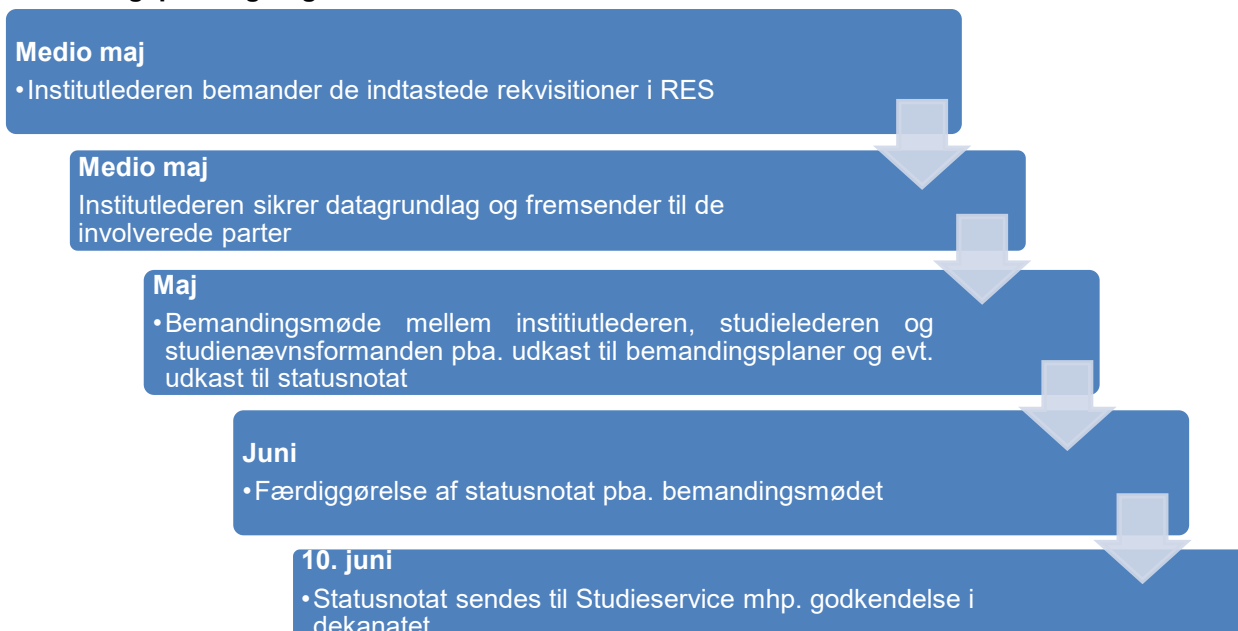 Medio maj
•Institutlederen bemander de indtastede rekvisitioner i RES
Medio maj
Institutlederen sikrer datagrundlag og fremsender til de
involverede parter
Maj
•Bemandingsmøde mellem institiutlederen, studielederen og
studienævnsformanden pba. udkast til bemandingsplaner og evt.
udkast til statusnotat
Juni
•Færdiggørelse af statusnotat pba. bemandingsmødet
10. juni
•Statusnotat sendes til Studieservice mhp. godkendelse i
dekanatet